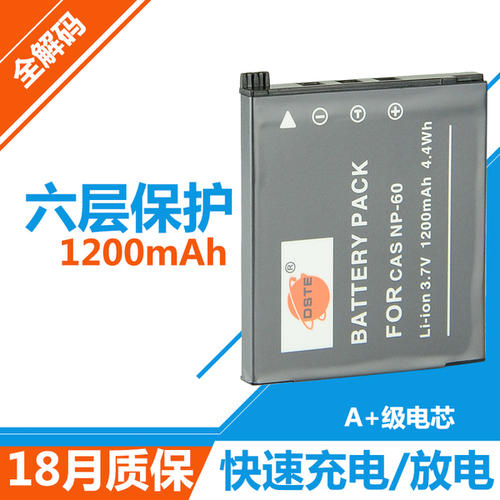 全解码
六层保护
1200mAh
DSTE
®
BATTERY PACK
FOR CAS NP-60
Li-ion 3.7V 1200mAh 4.4Wh
A+级电芯
18月质保
快速充电/放电